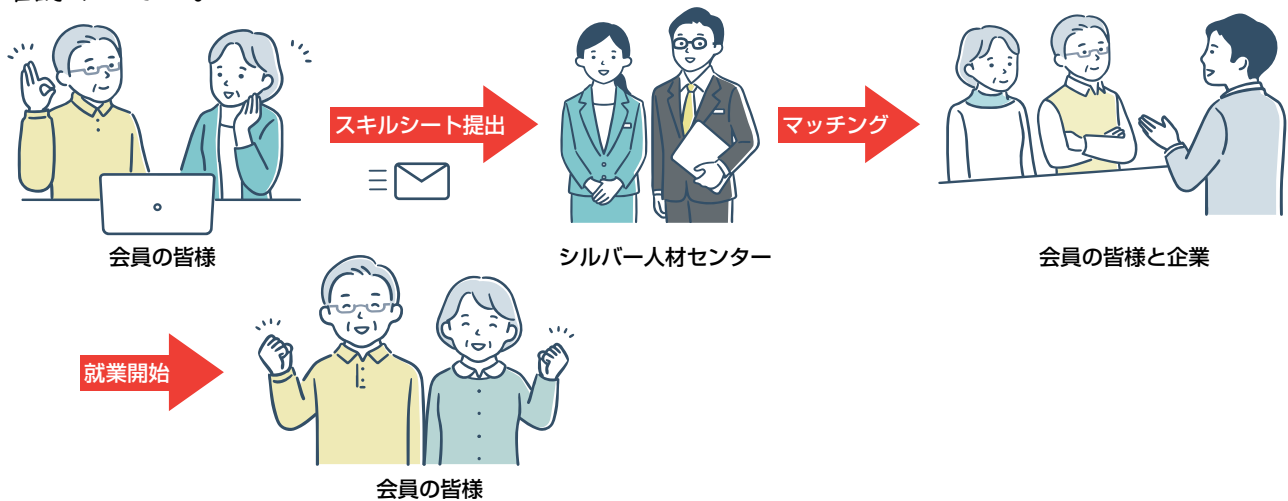 スキルシート提出
マッチング
会員の皆様
シルバー人材センター
会員の皆様と企業
就業開始
会員の皆様